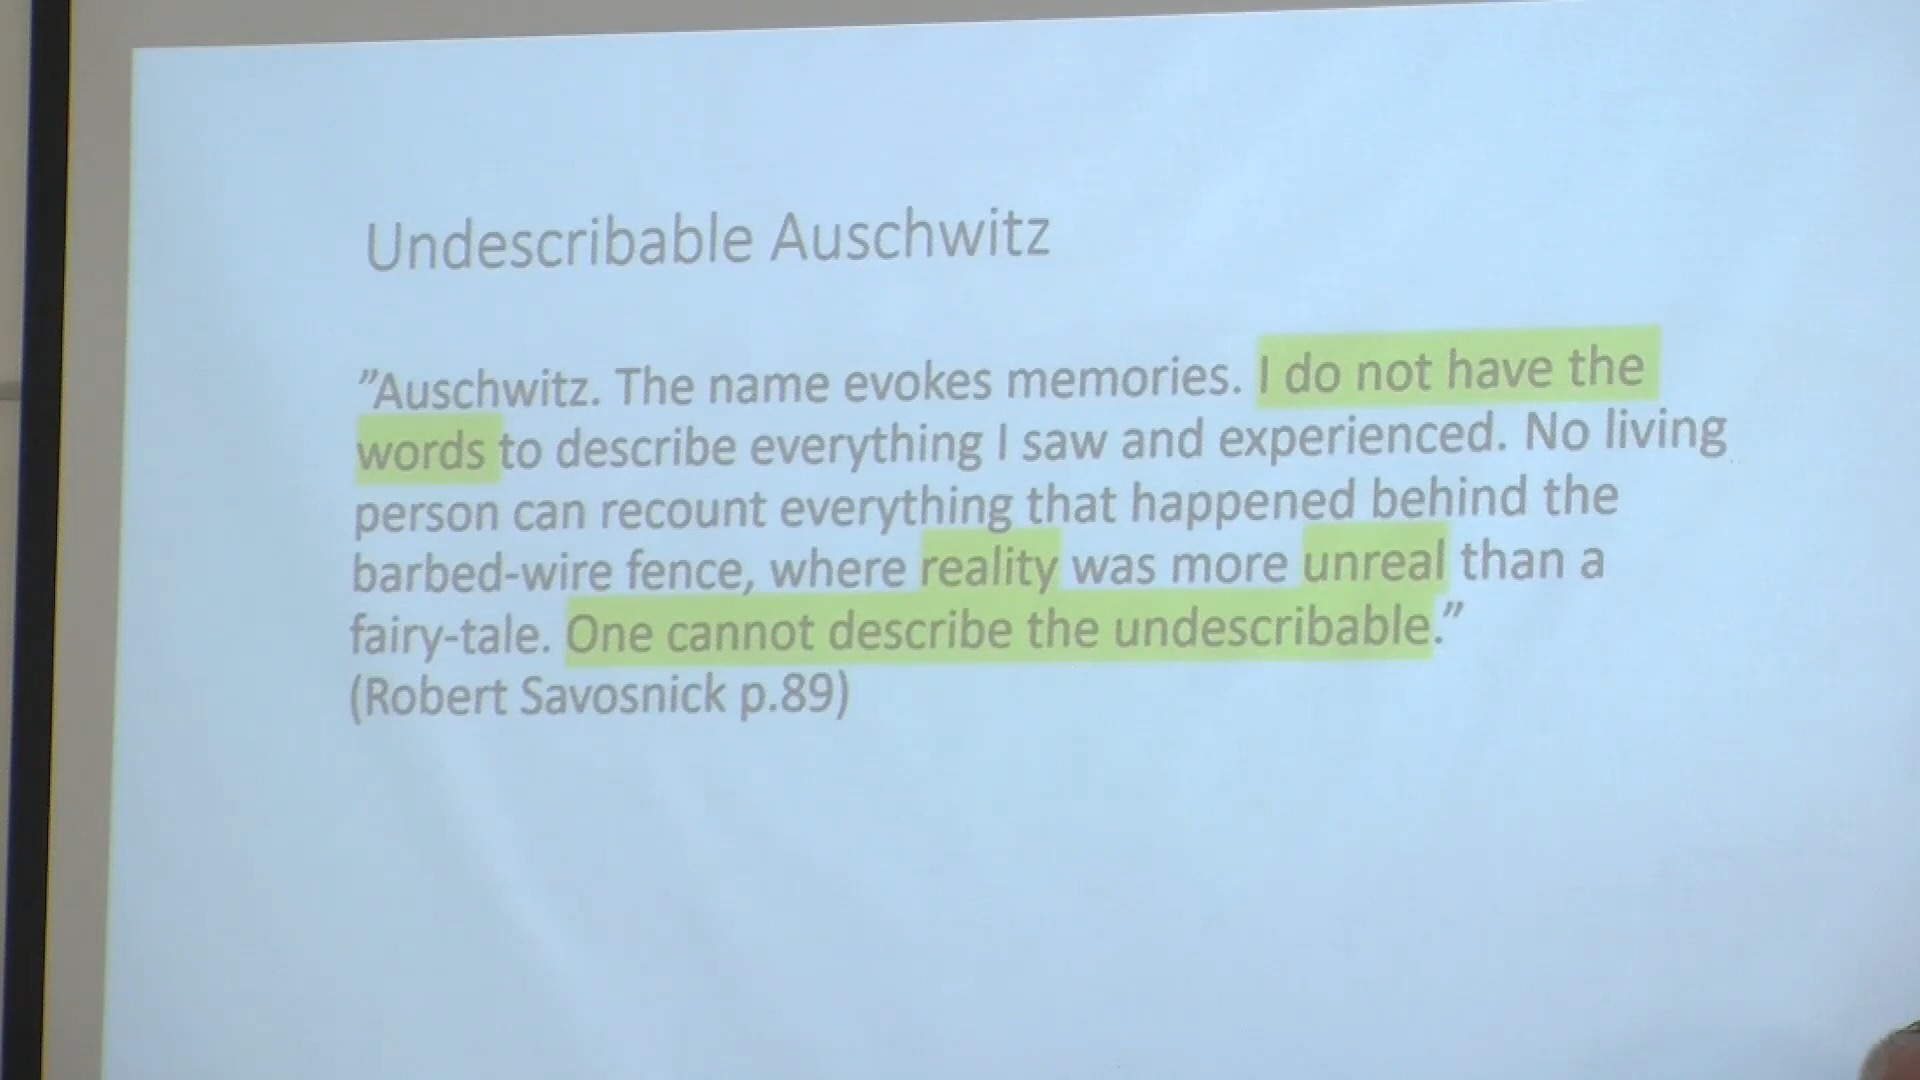 Undescribable Auschwitz
”Auschwitz. The name evokes memories. I do not have the
words to describe everything I saw and experienced. No living
person can recount everything that happened behind the
barbed-wire fence, where reality was more unreal than a
fairy-tale. One cannot describe the undescribable.”
(Robert Savosnick p.89)